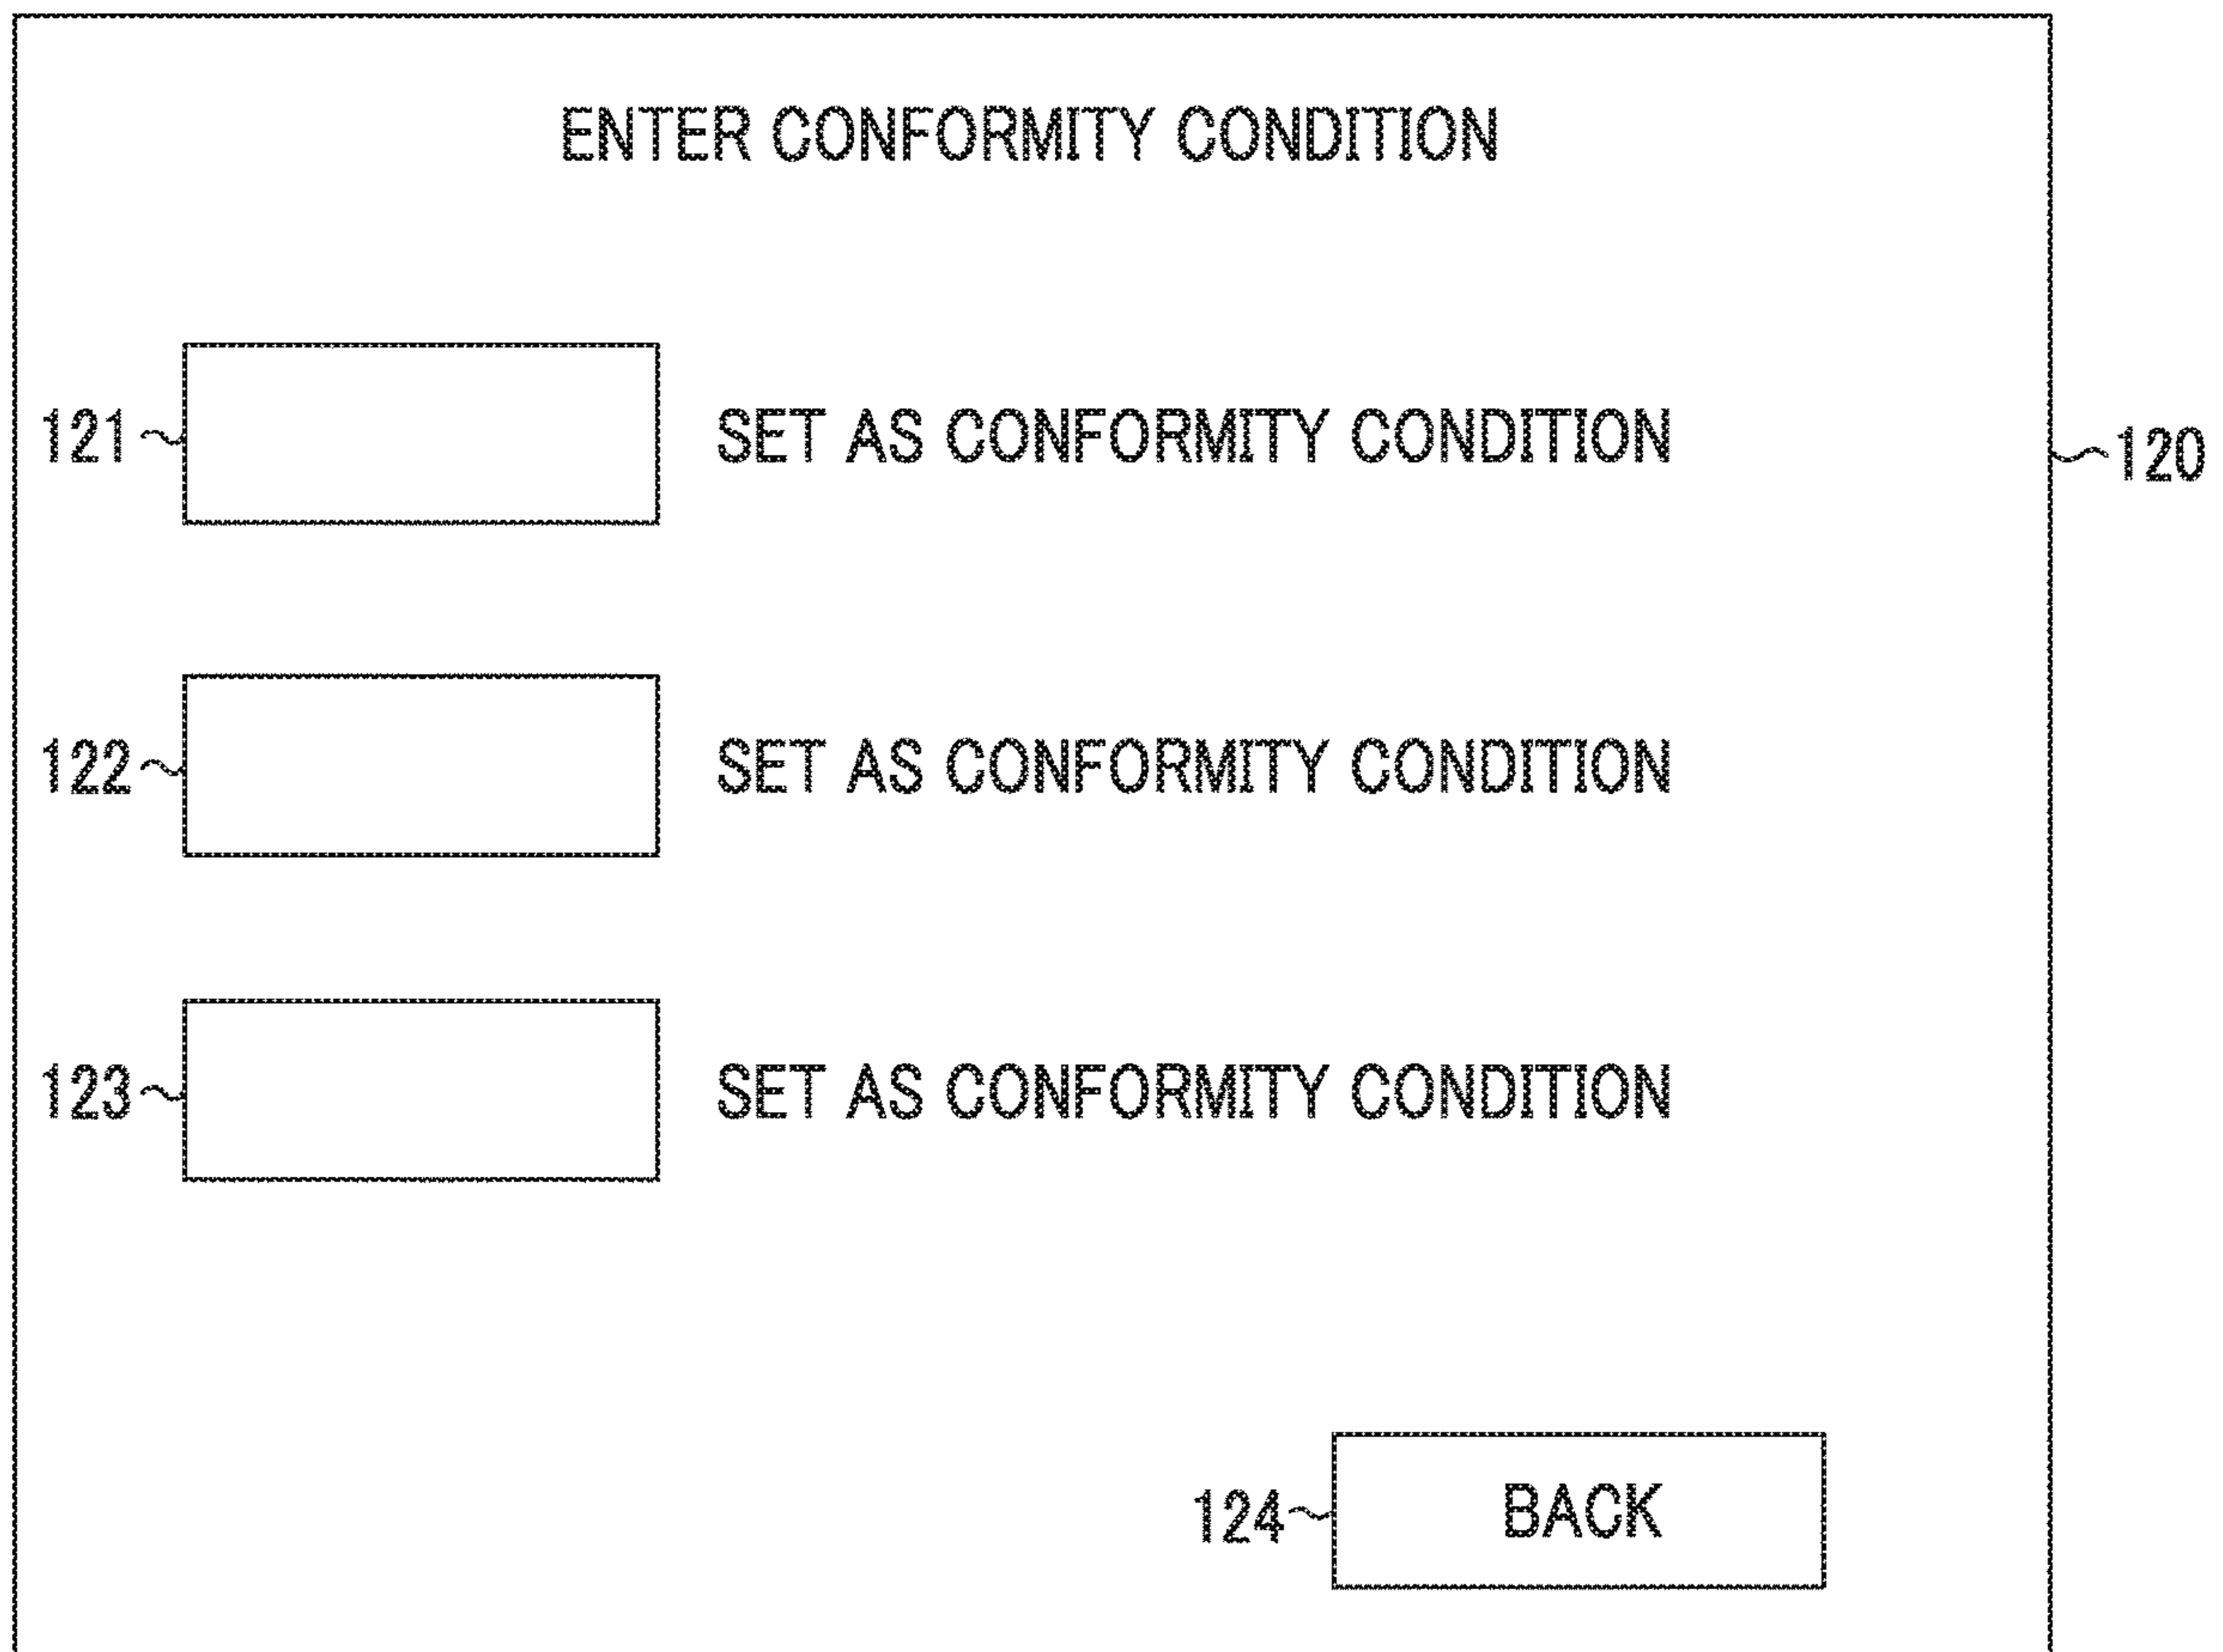 ENTER CONFORMITY CONDITION
121 SET AS CONFORMITY CONDITION
120
122 SET AS CONFORMITY CONDITION
123 SET AS CONFORMITY CONDITION
124 BACK